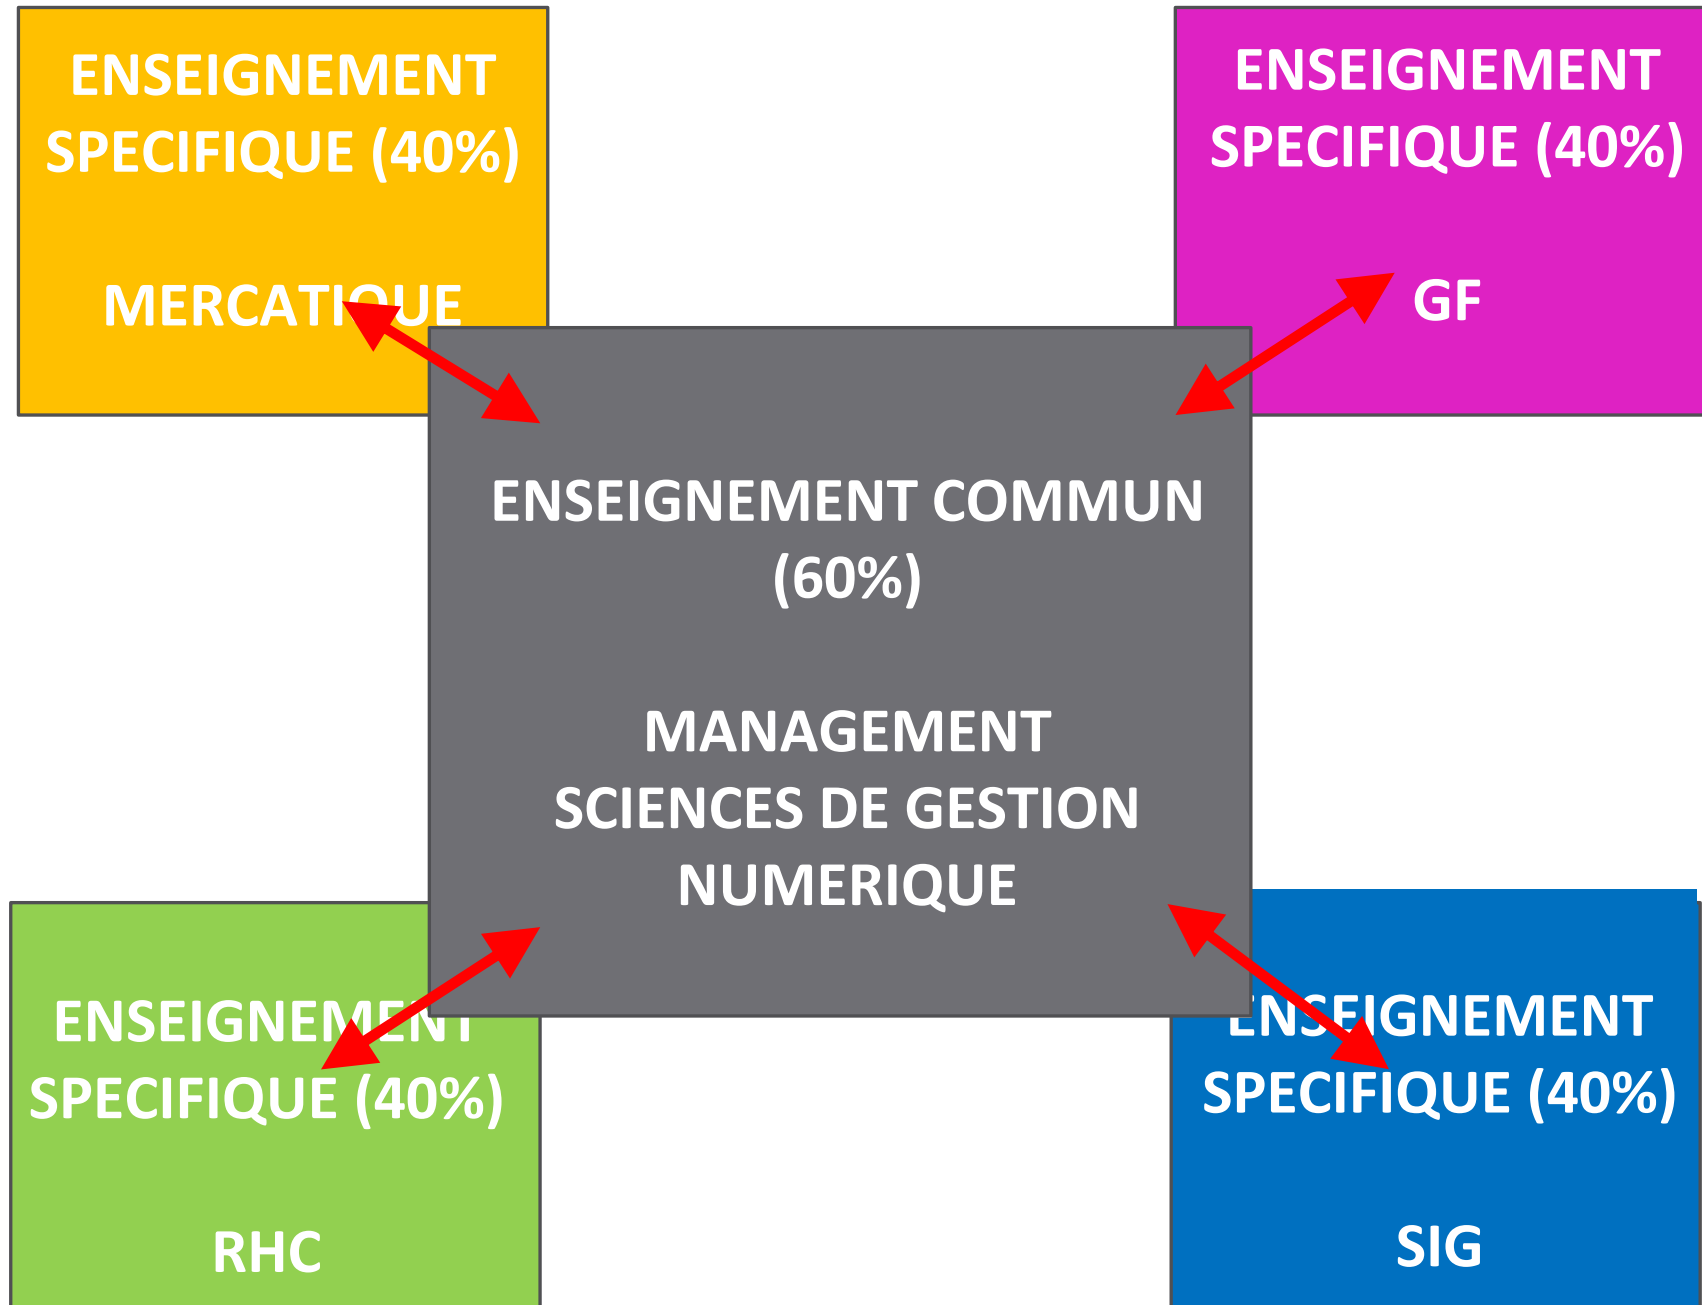 ENSEIGNEMENT
SPECIFIQUE (40%)
MERCATIQUE
ENSEIGNEMENT
SPECIFIQUE (40%)
GF
ENSEIGNEMENT COMMUN
(60%)
MANAGEMENT
SCIENCES DE GESTION
NUMERIQUE
ENSEIGNEMENT
SPECIFIQUE (40%)
RHC
ENSEIGNEMENT
SPECIFIQUE (40%)
SIG